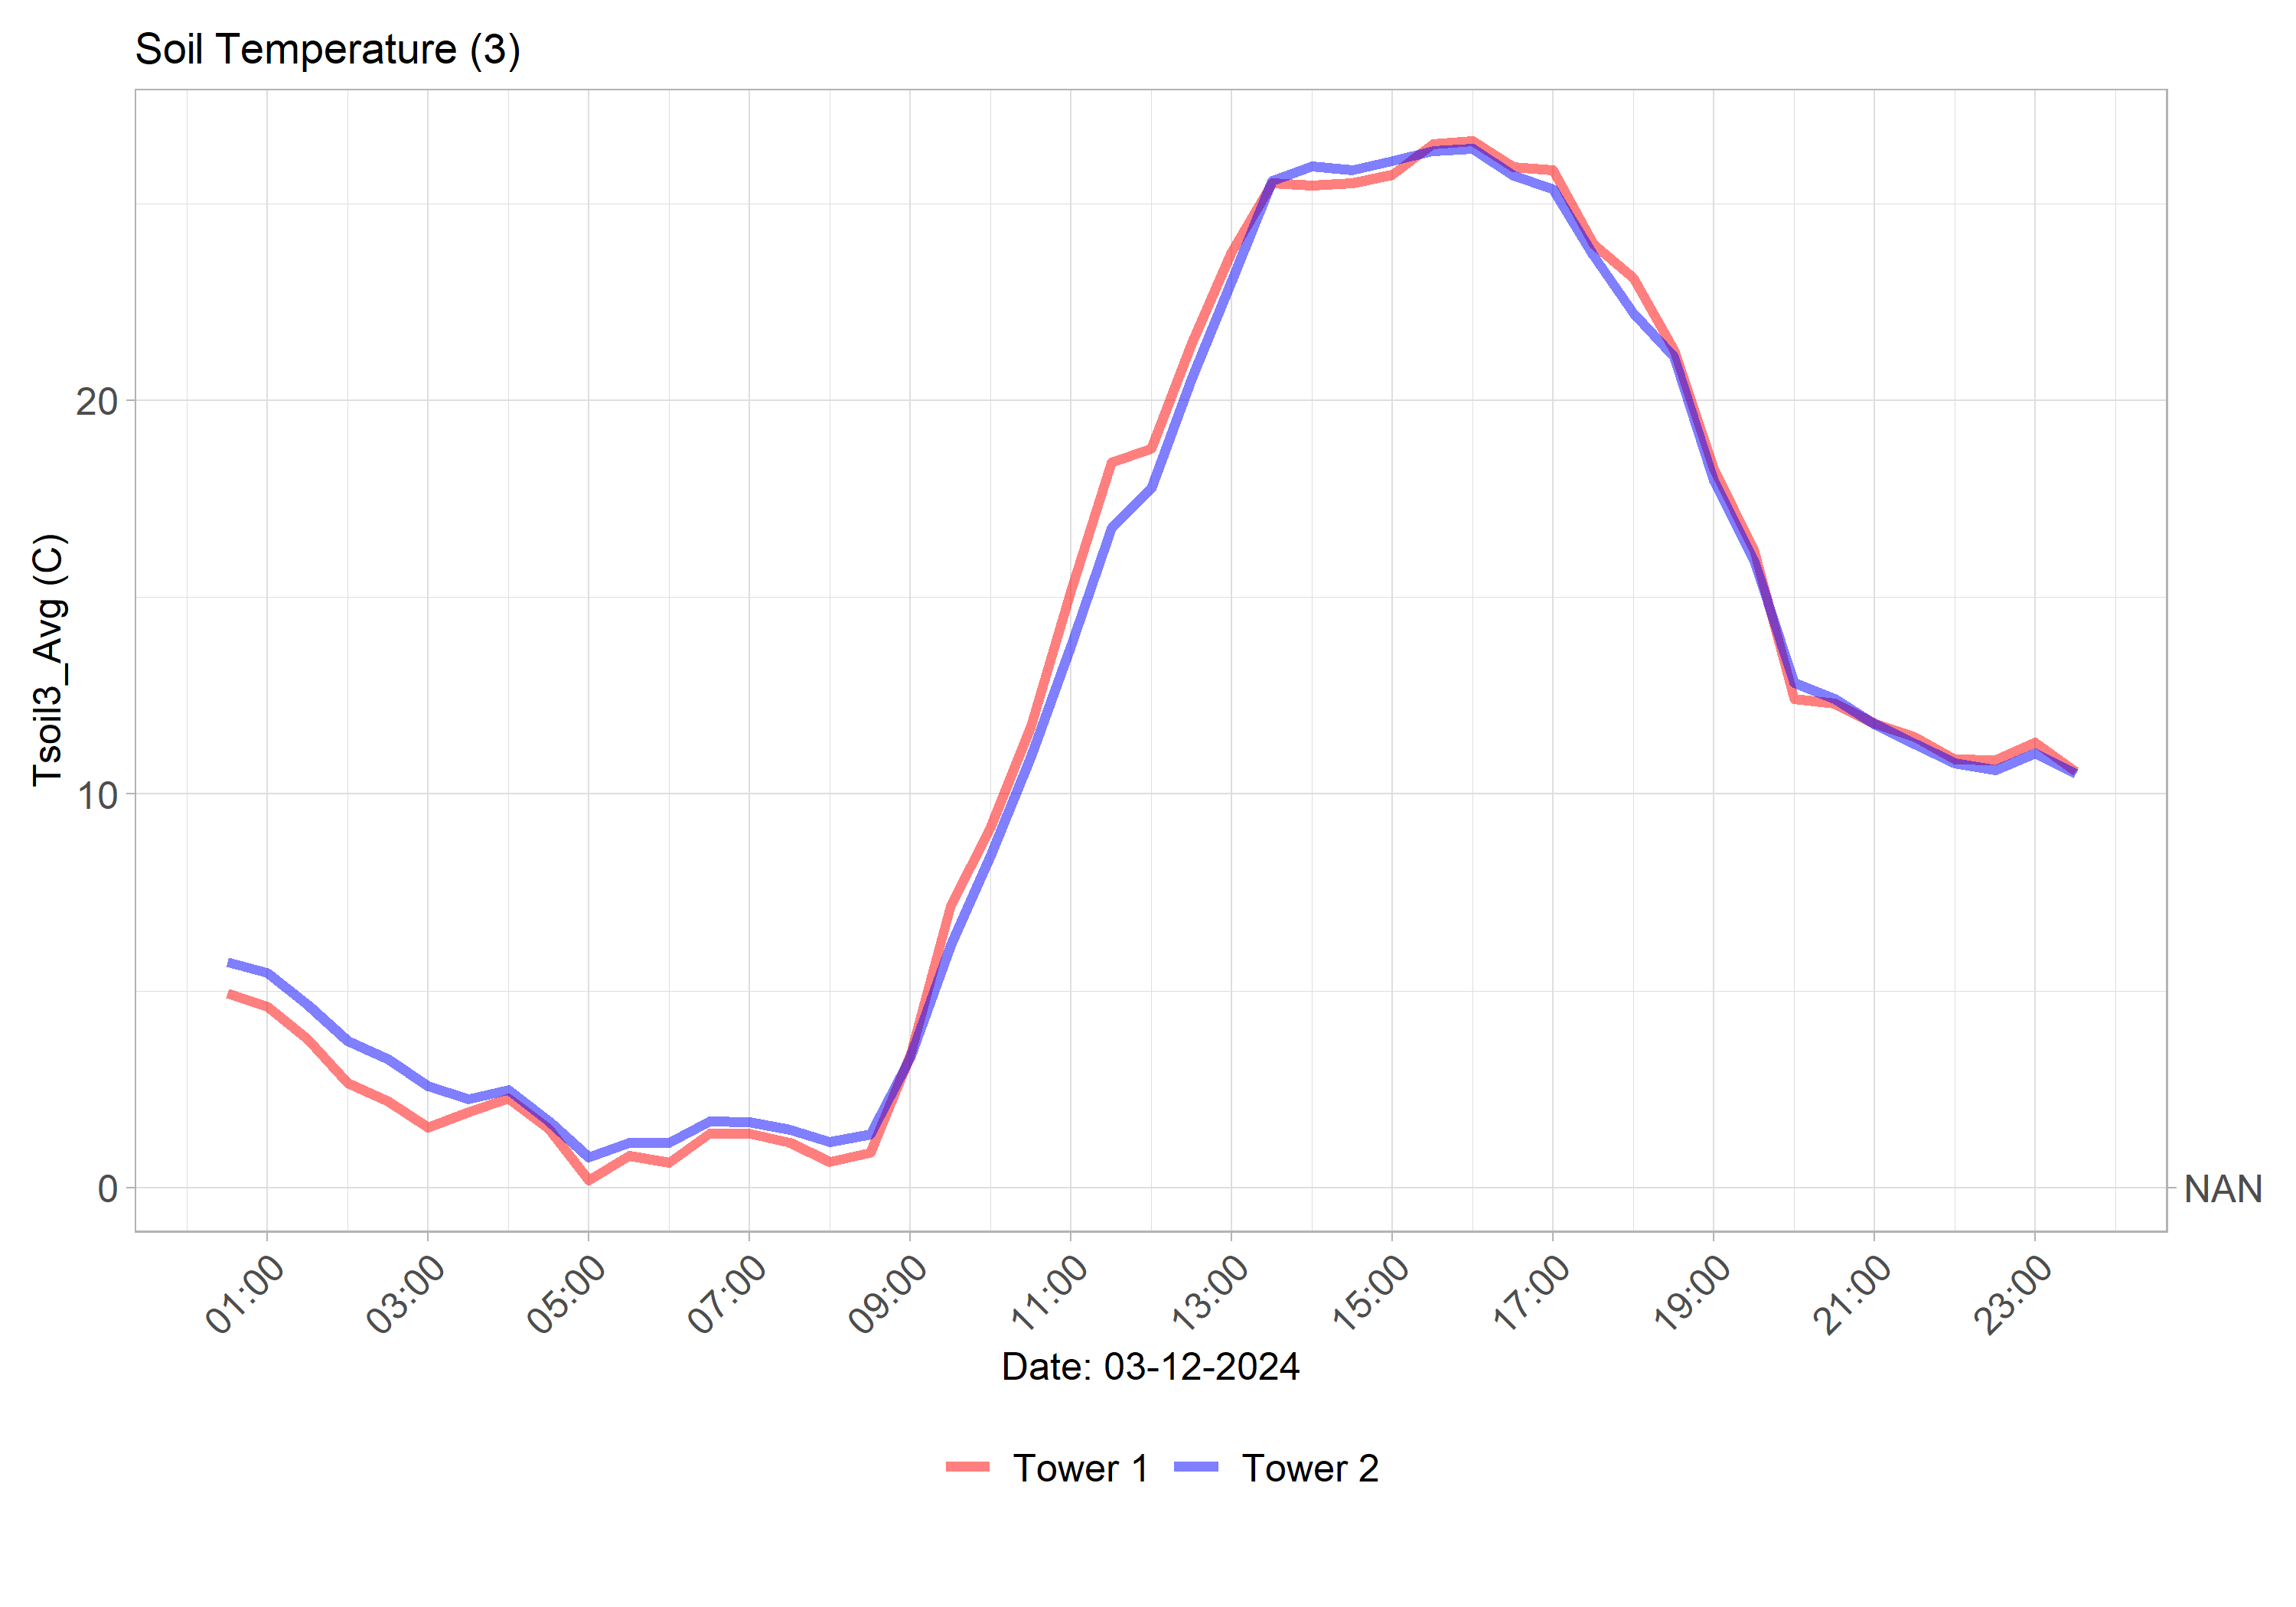 Soil Temperature (3)
Tsoil3_Avg (C)
20
10
0
NAN
01:00 03:00 05:00 07:00 09:00 11:00 13:00 15:00 17:00 19:00 21:00 23:00
Date: 03-12-2024
Tower 1 Tower 2